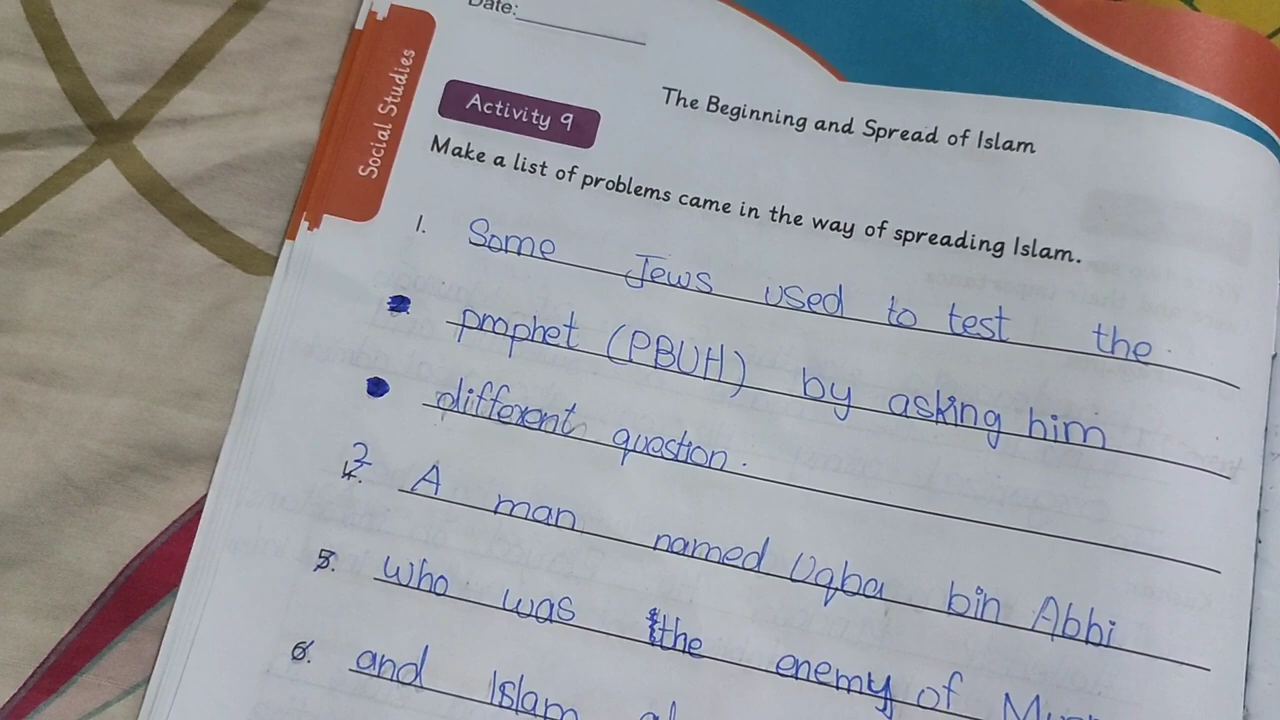 Date:
Social Studies
Activity 9
The Beginning and Spread of Islam
Make a list of problems came in the way of spreading Islam.
1. Some Jews used to test the
prophet (PBUH) by asking him
different question.
2. A man named Uqba bin Abhi
5. who was the enemy of
6. and Islam